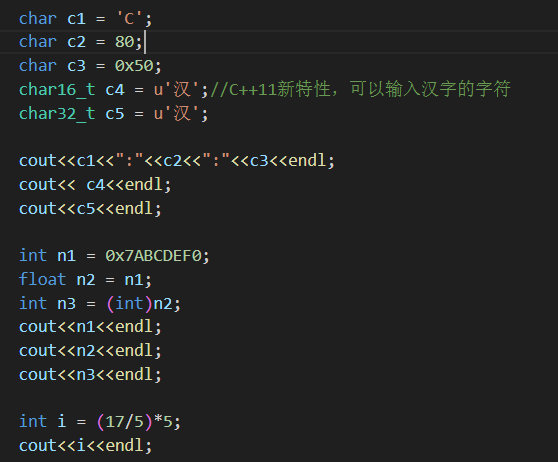 char c1 = 'C';
char c2 = 80;
char c3 = 0x50;
char16_t c4 = u'汉';//C++11新特性，可以输入汉字的字符
char32_t c5 = u'汉';
cout<<c1<<":"<<c2<<":"<<c3<<endl;
cout<< c4<<endl;
cout<<c5<<endl;
int n1 = 0x7ABCDEF0;
float n2 = n1;
int n3 = (int)n2;
cout<<n1<<endl;
cout<<n2<<endl;
cout<<n3<<endl;
int i = (17/5)*5;
cout<<i<<endl;